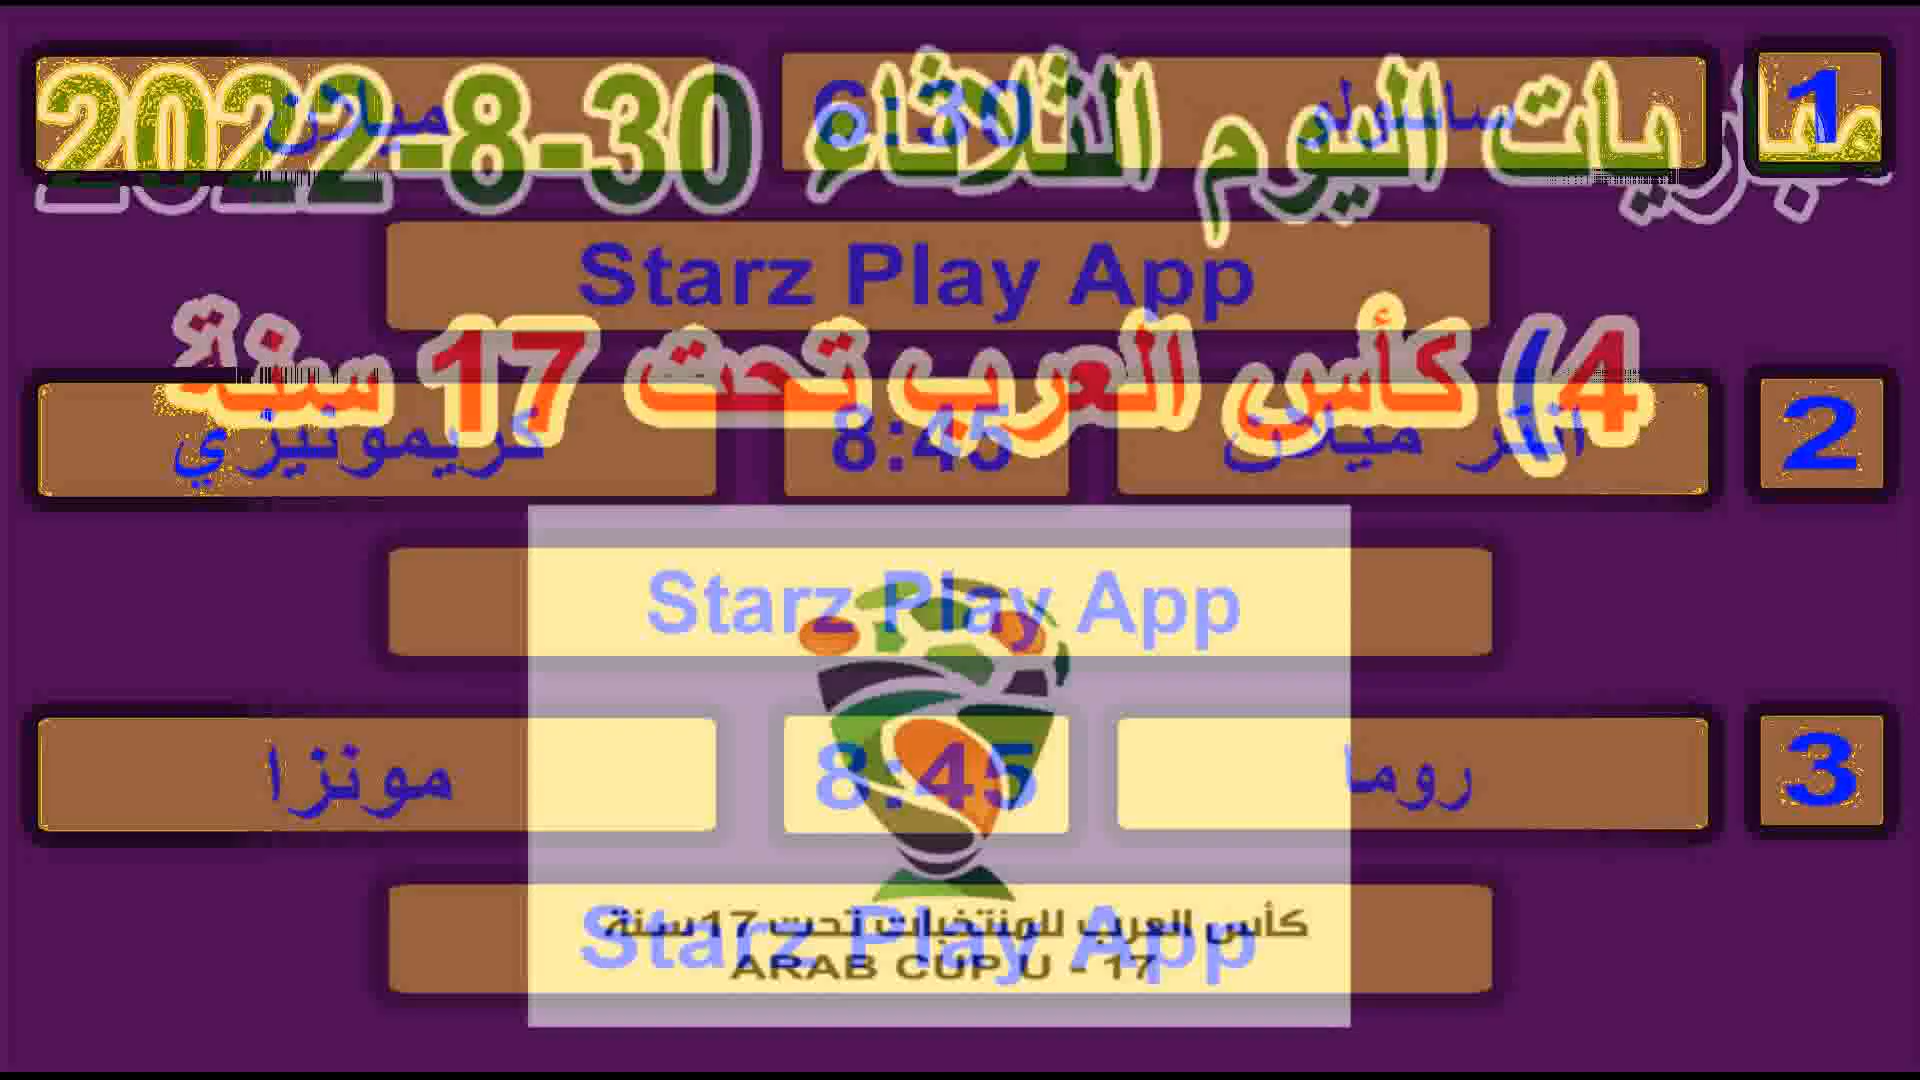 مباريات اليوم الثلاثاء 30-8-2022
1 ساسولو 6:30 ميلان
Starz Play App
4) كأس العرب تحت 17 سنة
2 انتر ميلان 8:45 كريمونيزي
Starz Play App
3 روما 8:45 مونزا
Starz Play App
كأس العرب للمنتخبات تحت 17 سنة
ARAB CUP U - 17